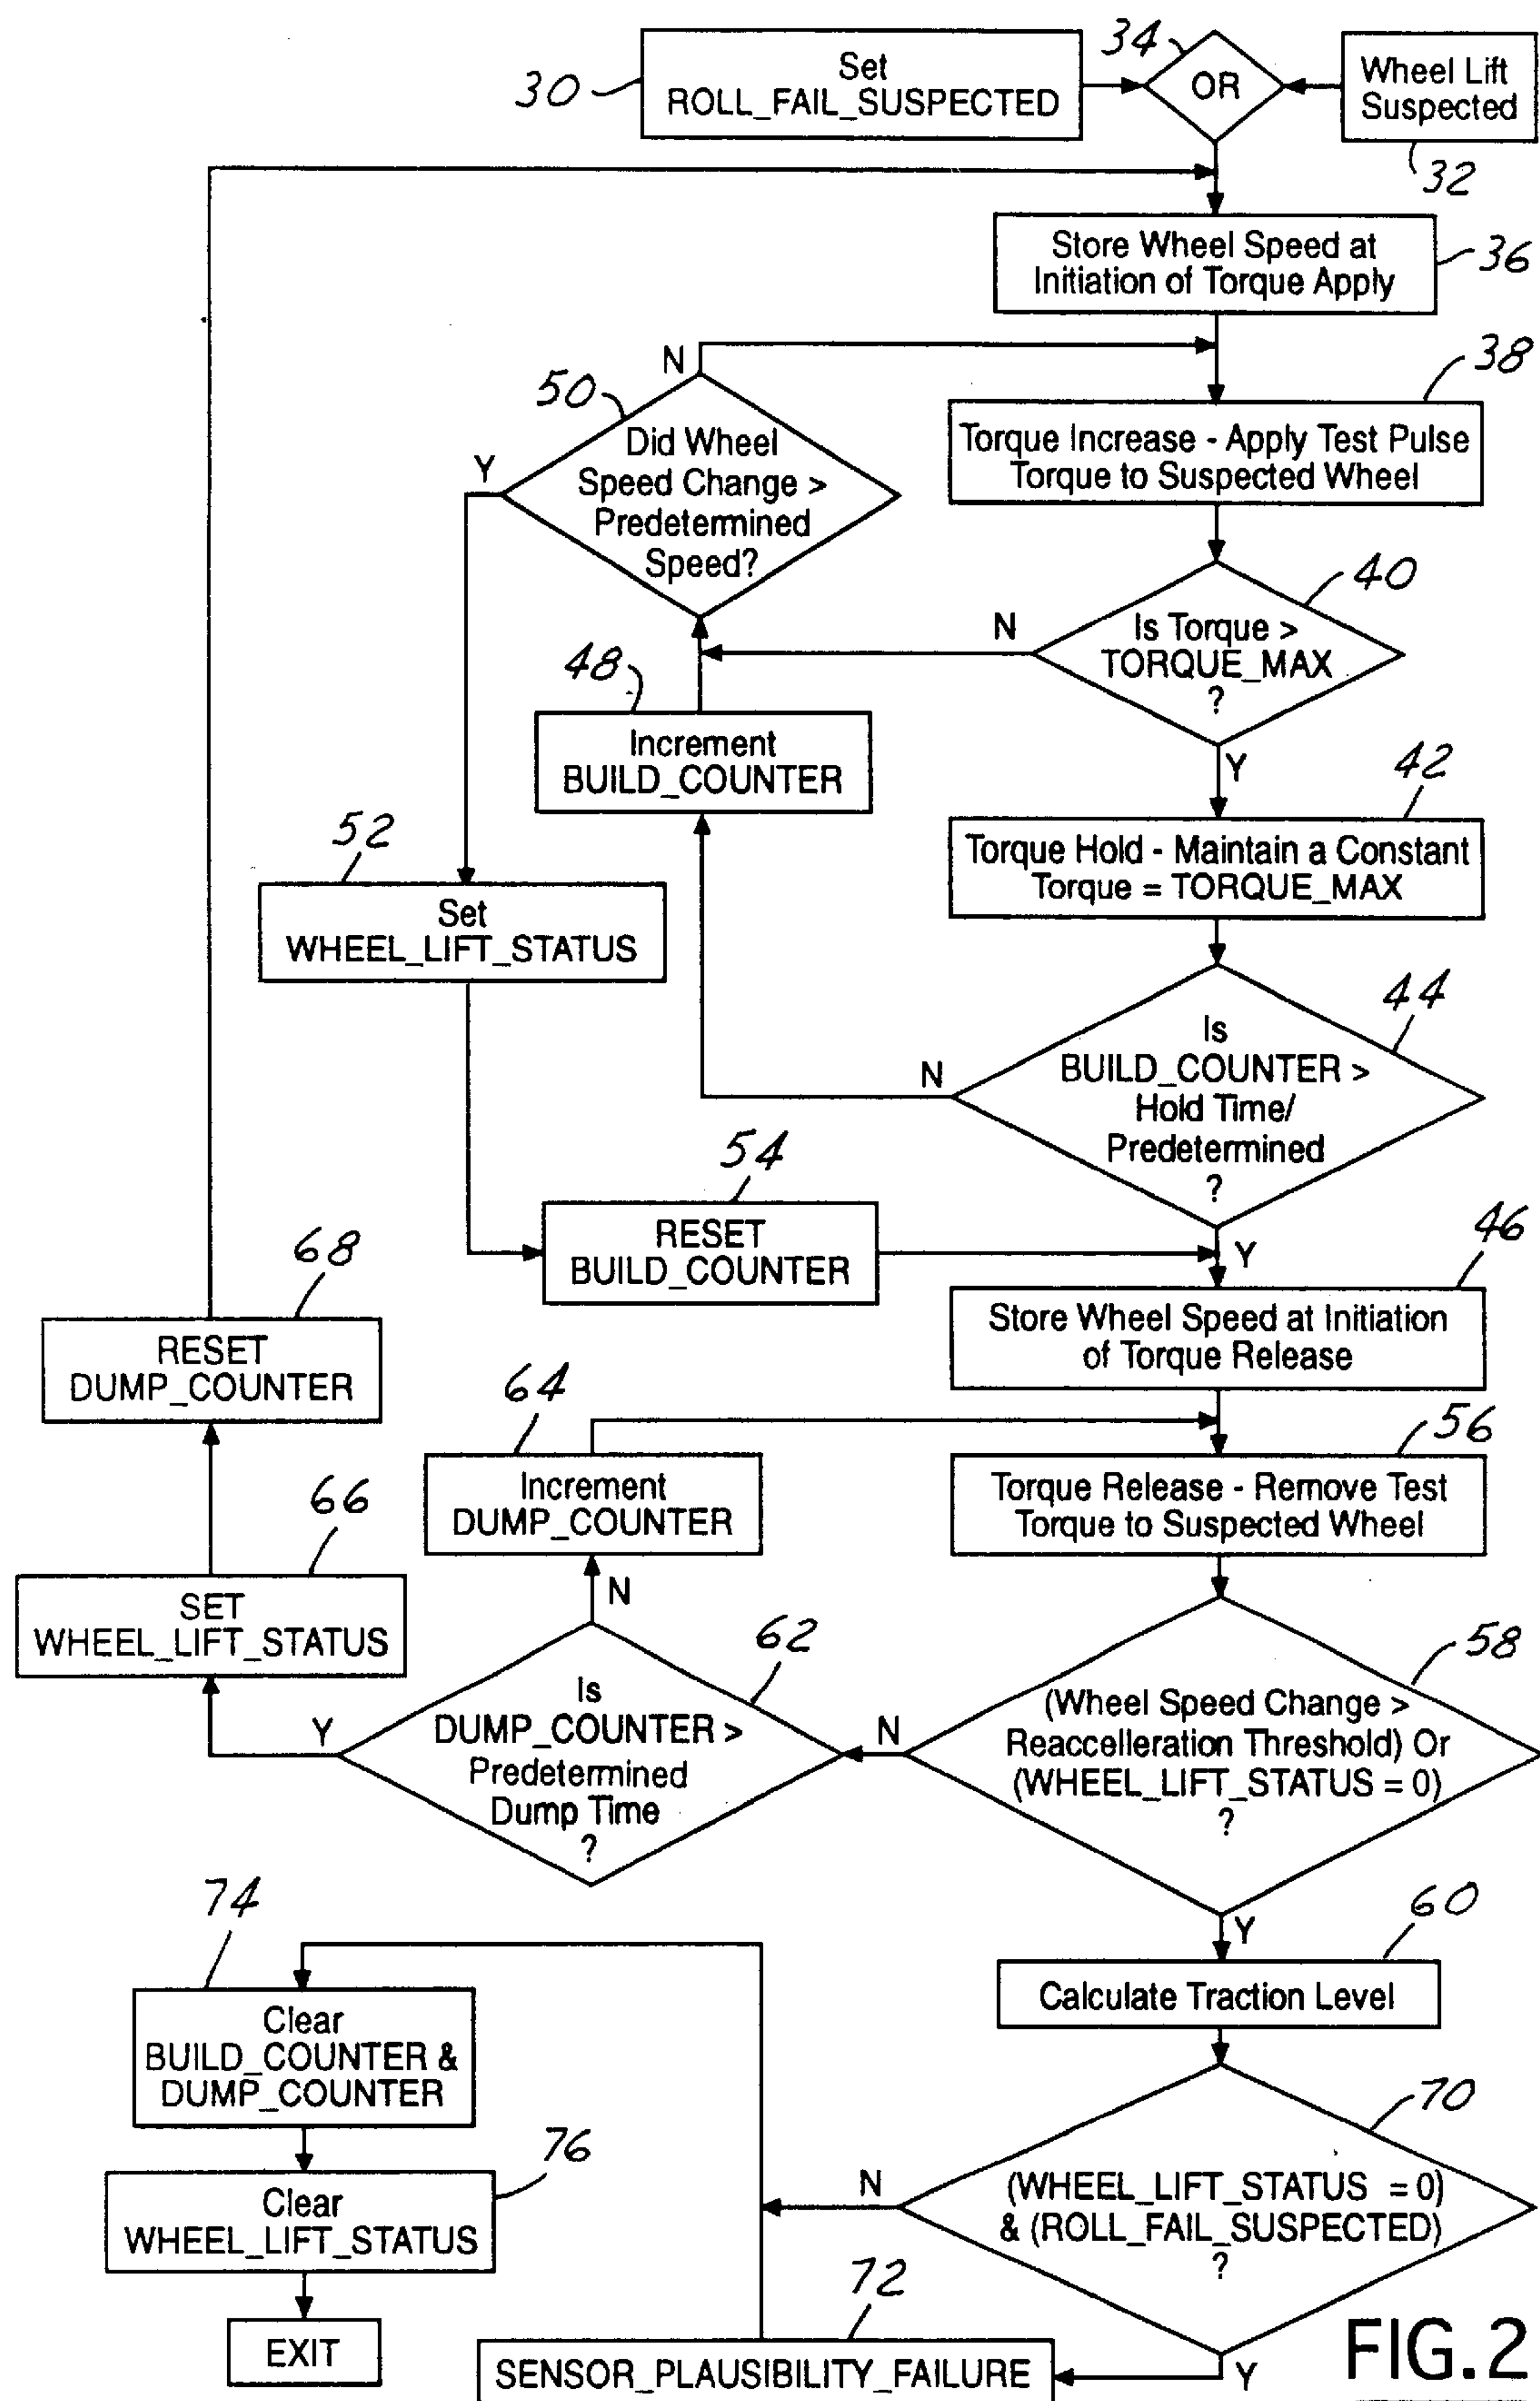 30
Set
ROLL_FAIL_SUSPECTED
34
OR
Wheel Lift
Suspected
32
Store Wheel Speed at
Initiation of Torque Apply
36
N
50
Did Wheel
Speed Change >
Predetermined
Speed?
Y
38
Torque Increase - Apply Test Pulse
Torque to Suspected Wheel
40
Is Torque >
TORQUE_MAX
?
N
Y
48
Increment
BUILD_COUNTER
42
Torque Hold - Maintain a Constant
Torque = TORQUE_MAX
52
Set
WHEEL_LIFT_STATUS
44
Is
BUILD_COUNTER >
Hold Time/
Predetermined
?
N
Y
54
RESET
BUILD_COUNTER
46
Store Wheel Speed at Initiation
of Torque Release
68
RESET
DUMP_COUNTER
64
Increment
DUMP_COUNTER
56
Torque Release - Remove Test
Torque to Suspected Wheel
66
SET
WHEEL_LIFT_STATUS
N
62
Is
DUMP_COUNTER >
Predetermined
Dump Time
?
Y
58
(Wheel Speed Change >
Reaccelleration Threshold) Or
(WHEEL_LIFT_STATUS = 0)
?
N
Y
60
Calculate Traction Level
74
Clear
BUILD_COUNTER &
DUMP_COUNTER
70
(WHEEL_LIFT_STATUS = 0)
& (ROLL_FAIL_SUSPECTED)
?
N
Y
76
Clear
WHEEL_LIFT_STATUS
EXIT
72
SENSOR_PLAUSIBILITY_FAILURE
FIG.2